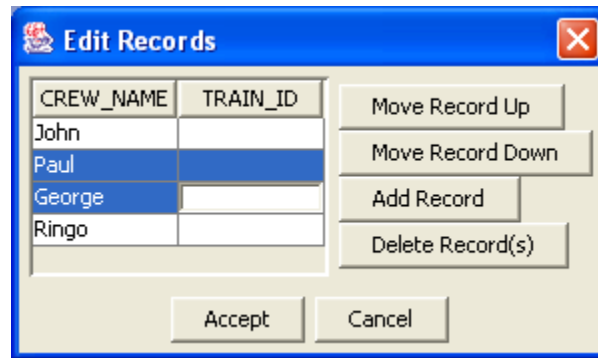 Edit Records
CREW_NAME TRAIN_ID
John
Paul
George
Ringo
Move Record Up
Move Record Down
Add Record
Delete Record(s)
Accept Cancel